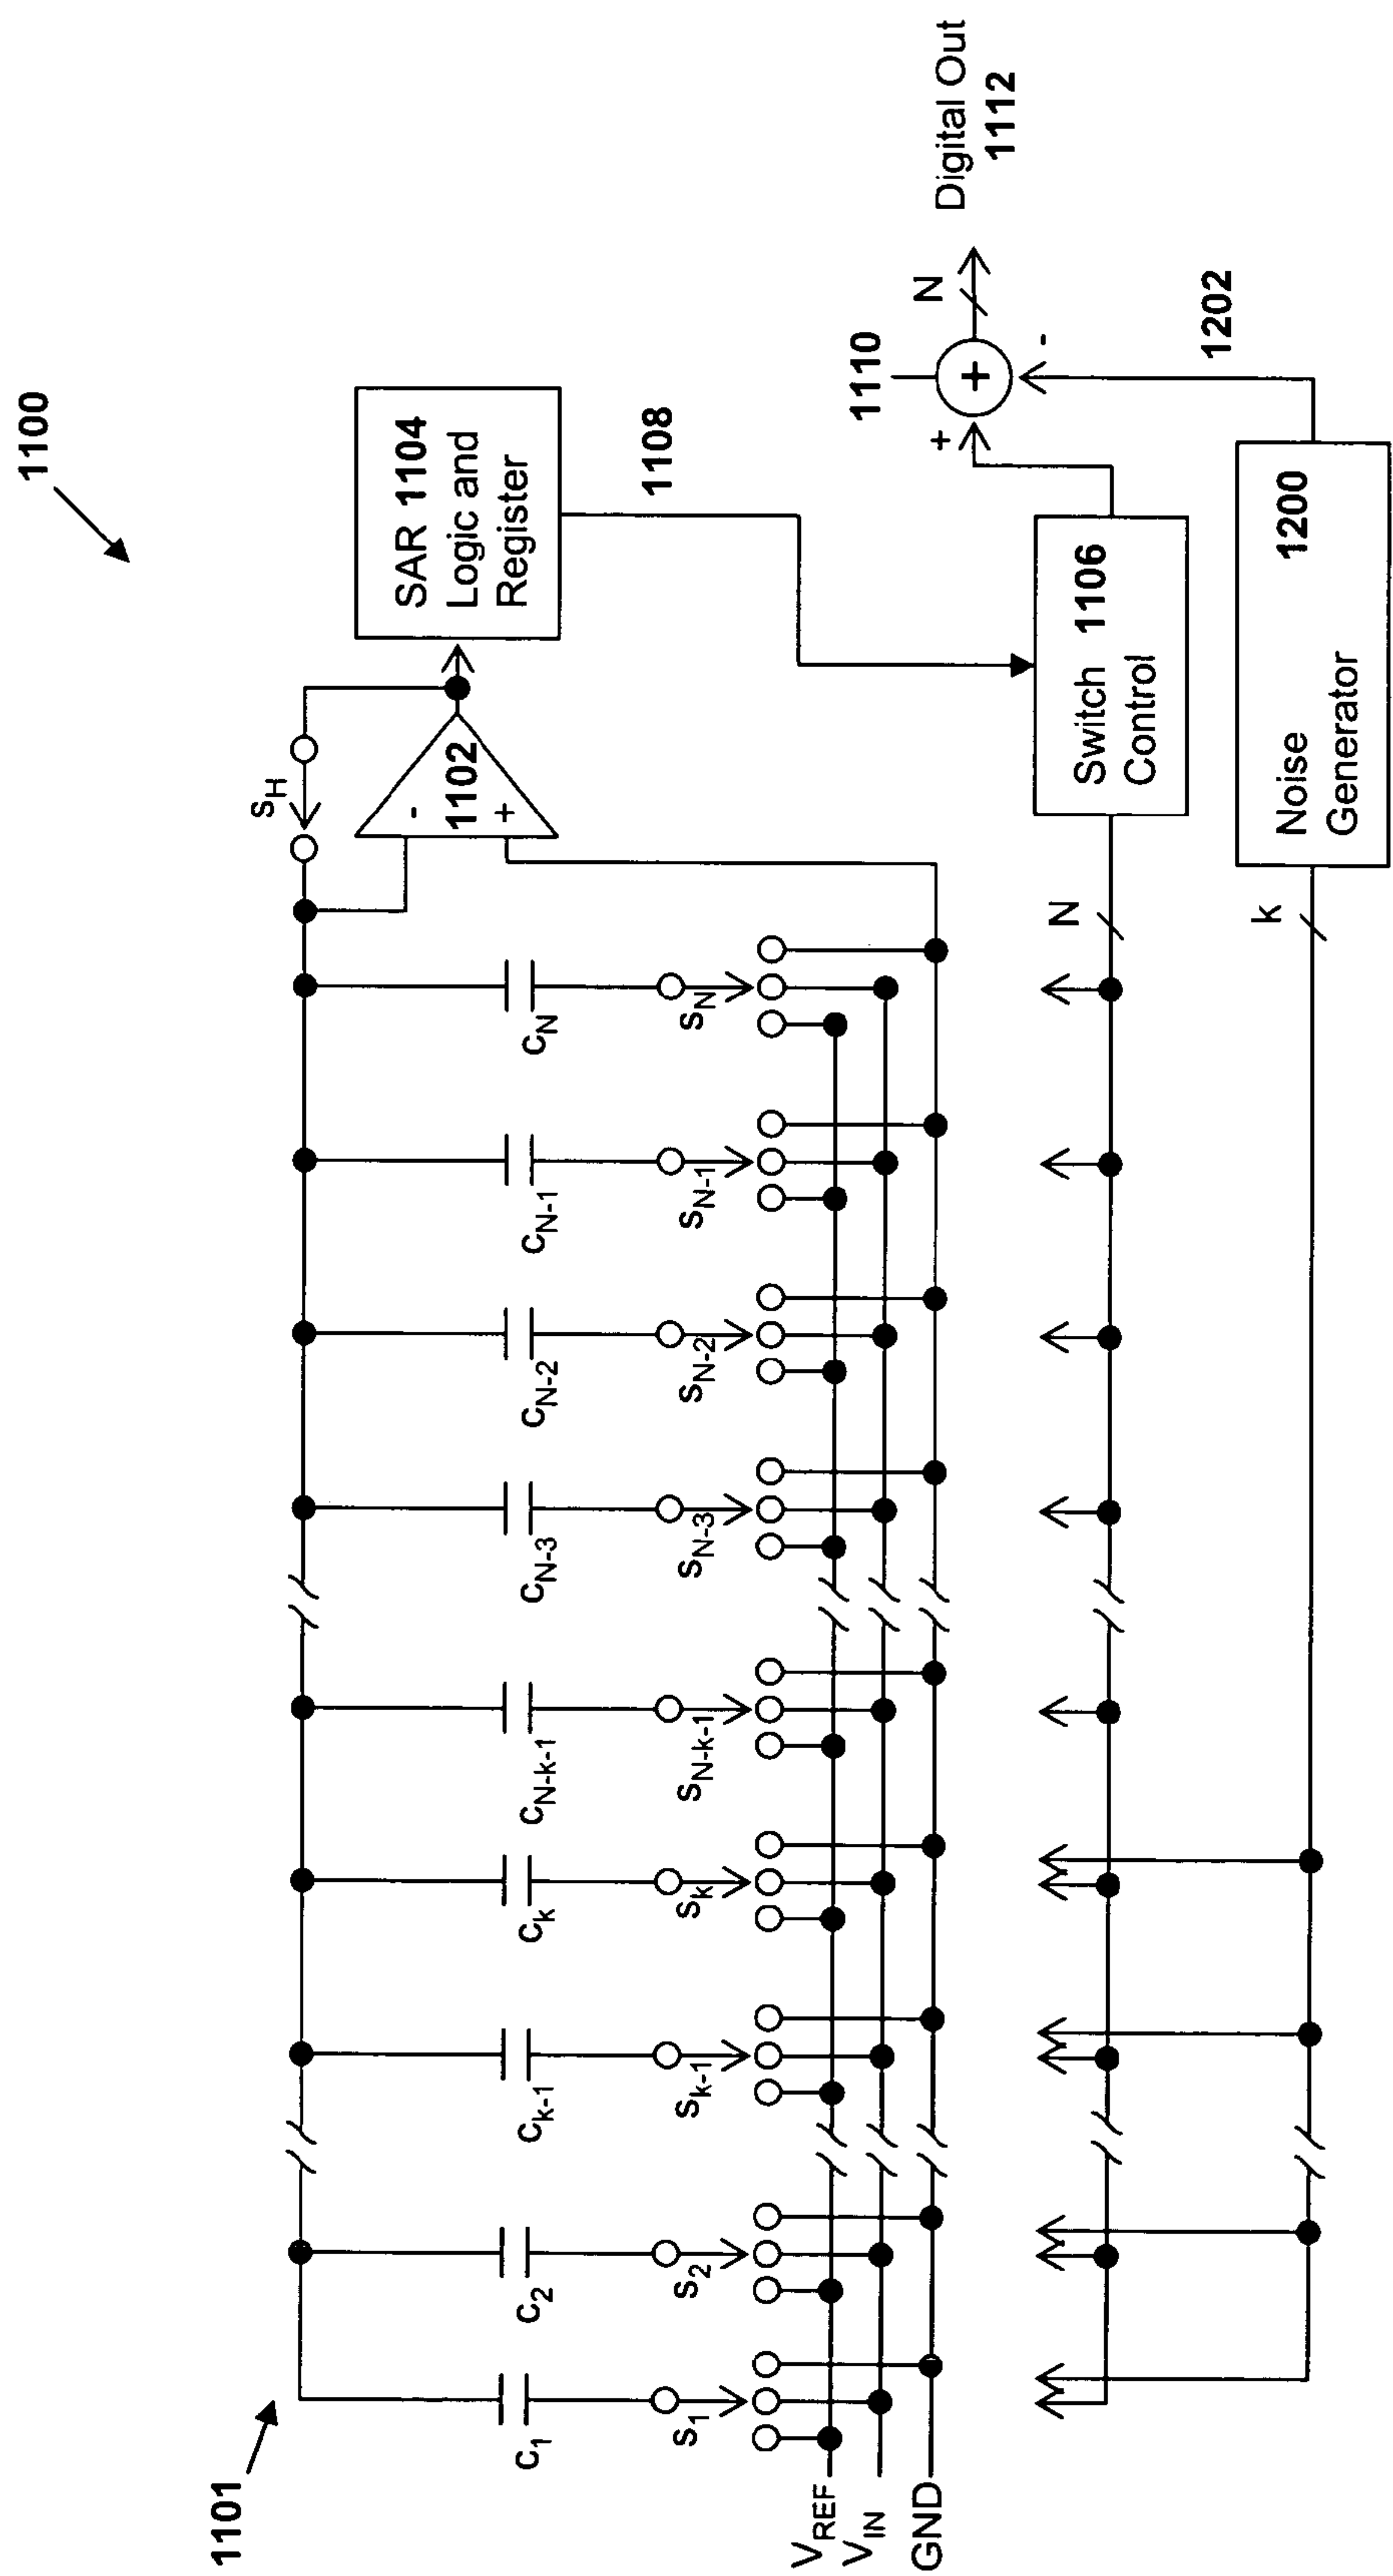 1100
1101
SAR 1104
Logic and
Register
1108
1102
-
+
S_H
C_1
C_2
C_k-1
C_k
C_N-k-1
C_N-3
C_N-2
C_N-1
C_N
S_1
S_2
S_k-1
S_k
S_N-k-1
S_N-3
S_N-2
S_N-1
S_N
V_REF
V_IN
GND
N
Switch 1106
Control
1110
+
+
-
N
Digital Out
1112
k
Noise 1200
Generator
1202